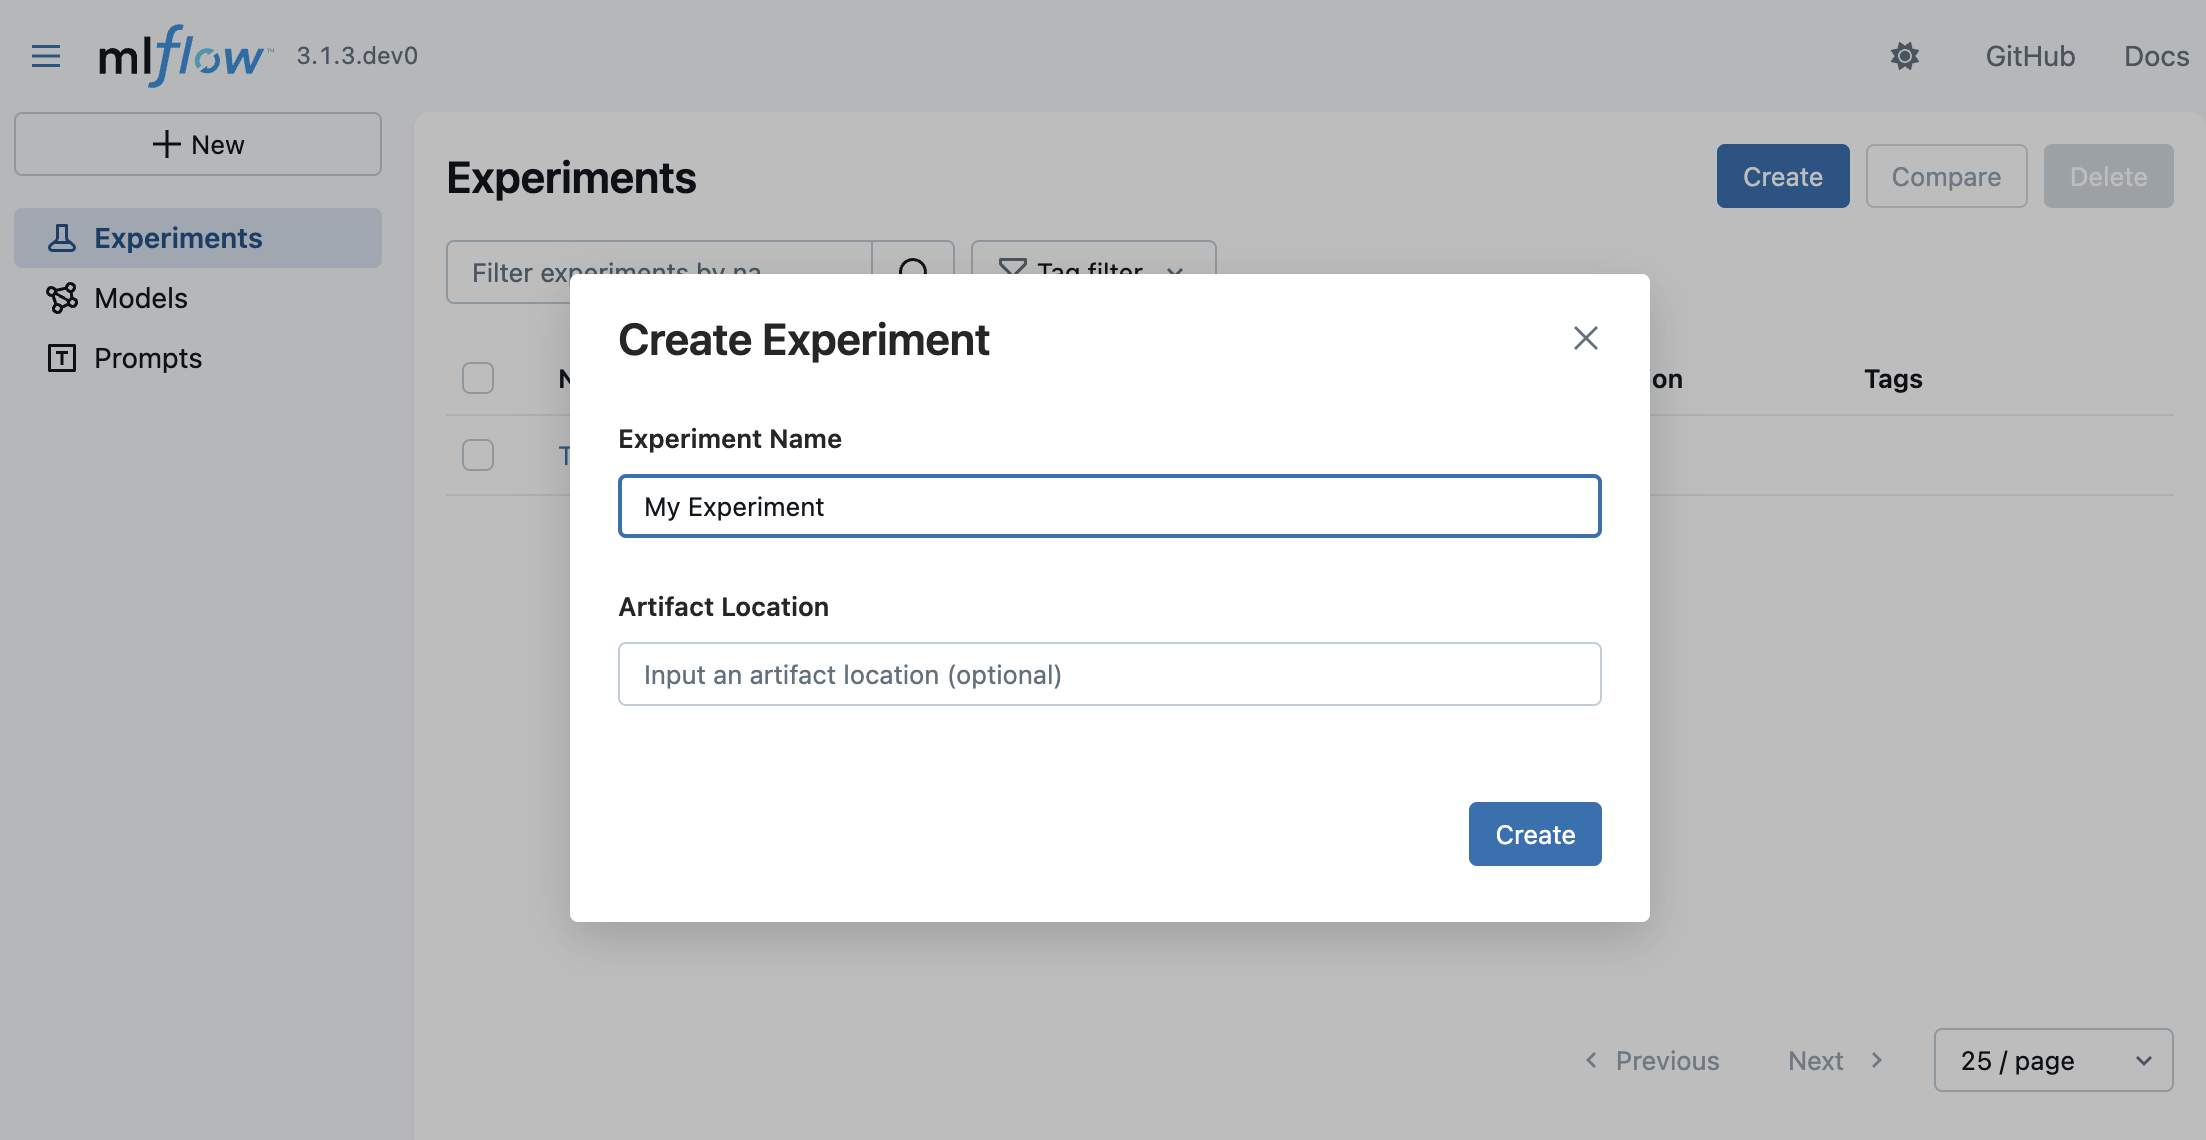 mlflow™ 3.1.3.dev0
GitHub
Docs
New
Experiments
Models
Prompts
Experiments
Create
Compare
Delete
Filter experiments by na
Tag filter
Tags
Create Experiment
Experiment Name
My Experiment
Artifact Location
Input an artifact location (optional)
Create
Previous
Next
25 / page